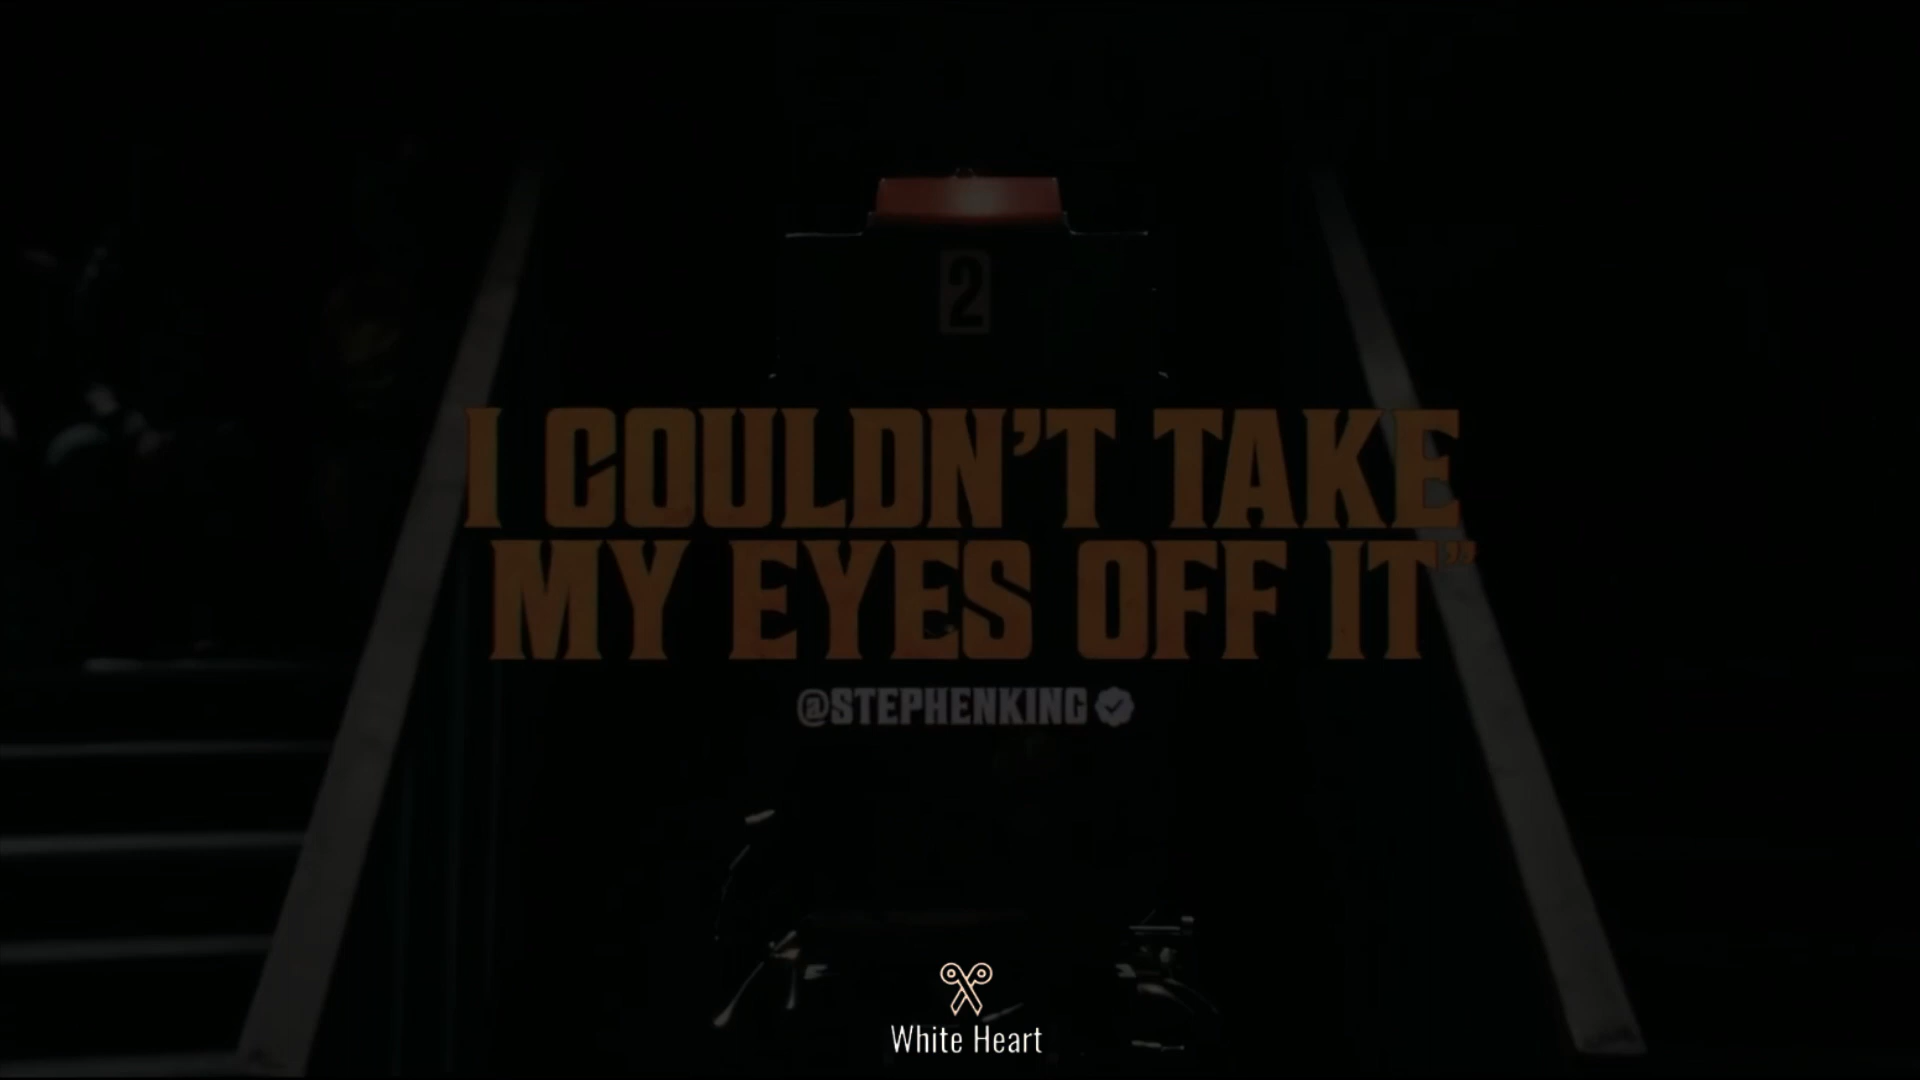 2
I COULDN'T TAKE
MY EYES OFF IT”
@STEPHENKING
White Heart